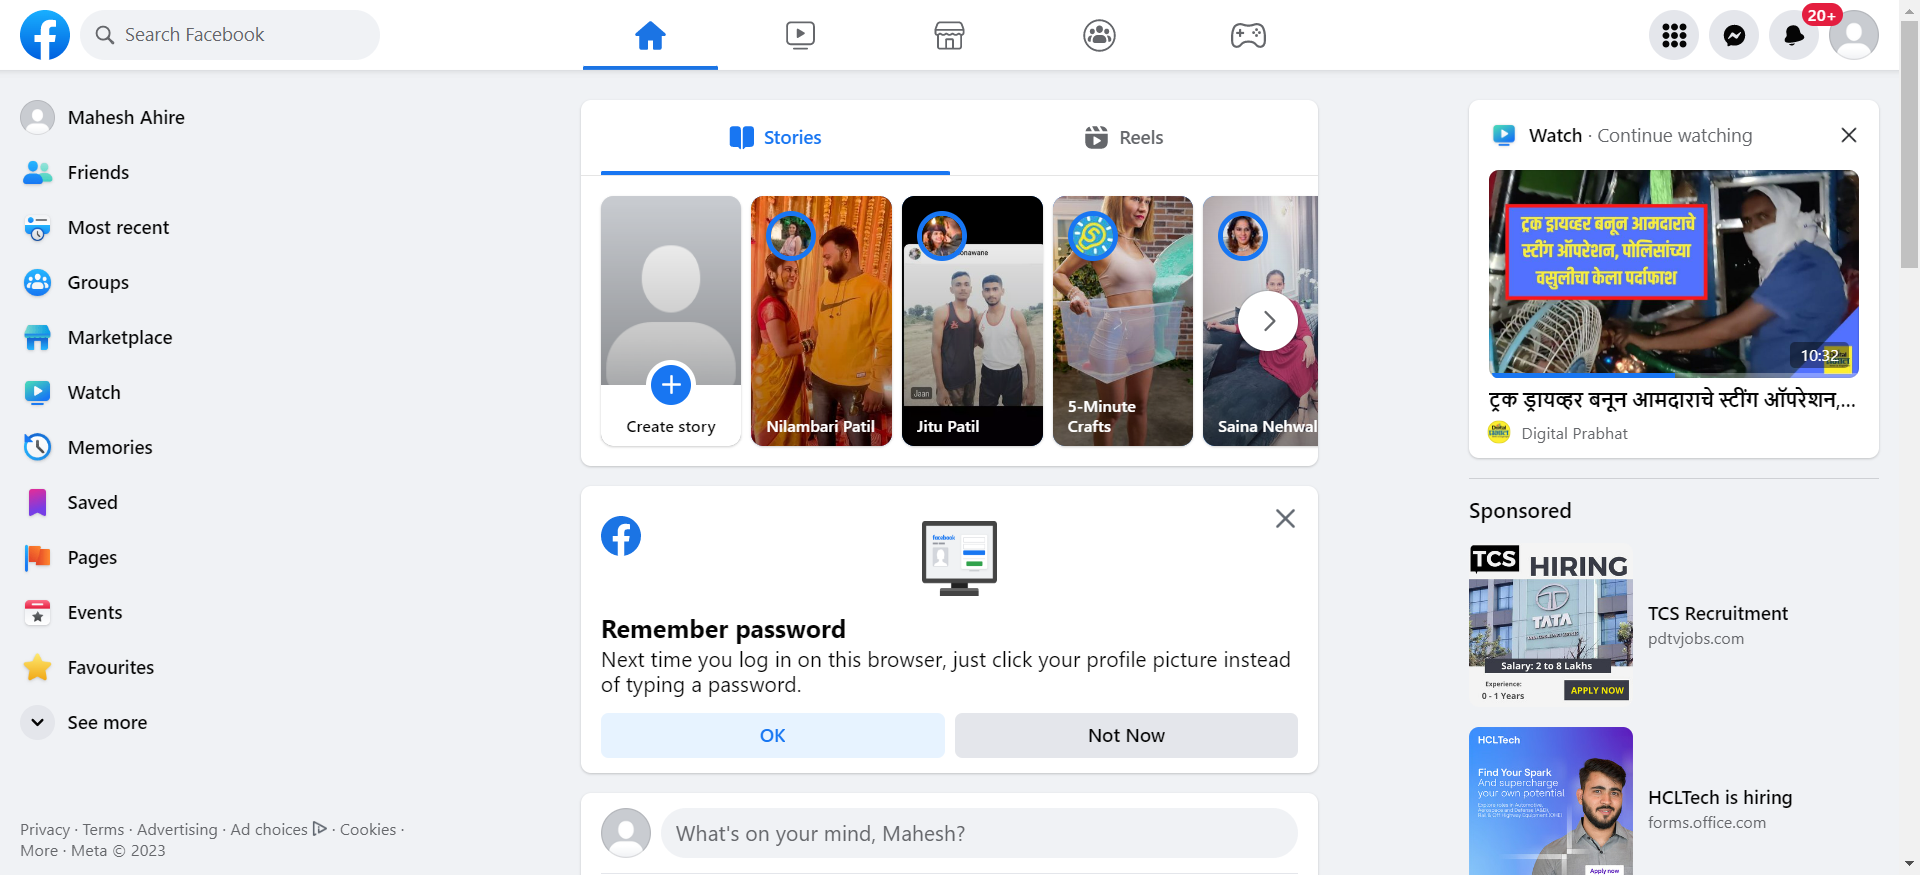 Search Facebook
20+
Mahesh Ahire
Friends
Most recent
Groups
Marketplace
Watch
Memories
Saved
Pages
Events
Favourites
See more
Privacy · Terms · Advertising · Ad choices · Cookies ·
More · Meta © 2023
Stories
Reels
Create story
Nilambari Patil
onawane
Jaan
Jitu Patil
5-Minute
Crafts
Saina Nehwal
facebook
Remember password
Next time you log in on this browser, just click your profile picture instead
of typing a password.
OK
Not Now
What's on your mind, Mahesh?
Watch · Continue watching
ट्रक ड्रायव्हर बनून आमदाराचे
स्टींग ऑपरेशन, पोलिसांच्या
वसुलीचा केला पर्दाफाश
10:32
ट्रक ड्रायव्हर बनून आमदाराचे स्टींग ऑपरेशन,...
Digital Prabhat
Sponsored
TCS HIRING
TATA
Salary: 2 to 8 Lakhs
Experience:
0 - 1 Years
APPLY NOW
TCS Recruitment
pdtvjobs.com
HCLTech
Find Your Spark
And supercharge
your own potential
Apply now
HCLTech is hiring
forms.office.com